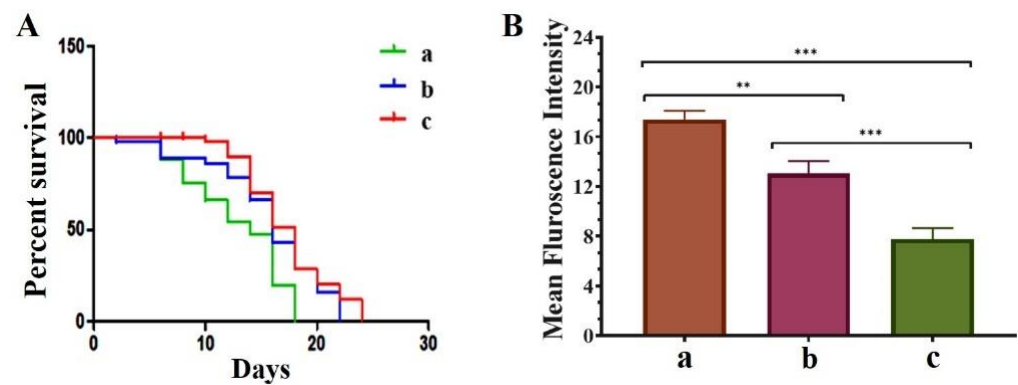 A
150
100
50
0
Percent survival
0 10 20 30
Days
a
b
c
B
24
20
16
12
8
4
0
Mean Fluroscence Intensity
***
**
***
a b c